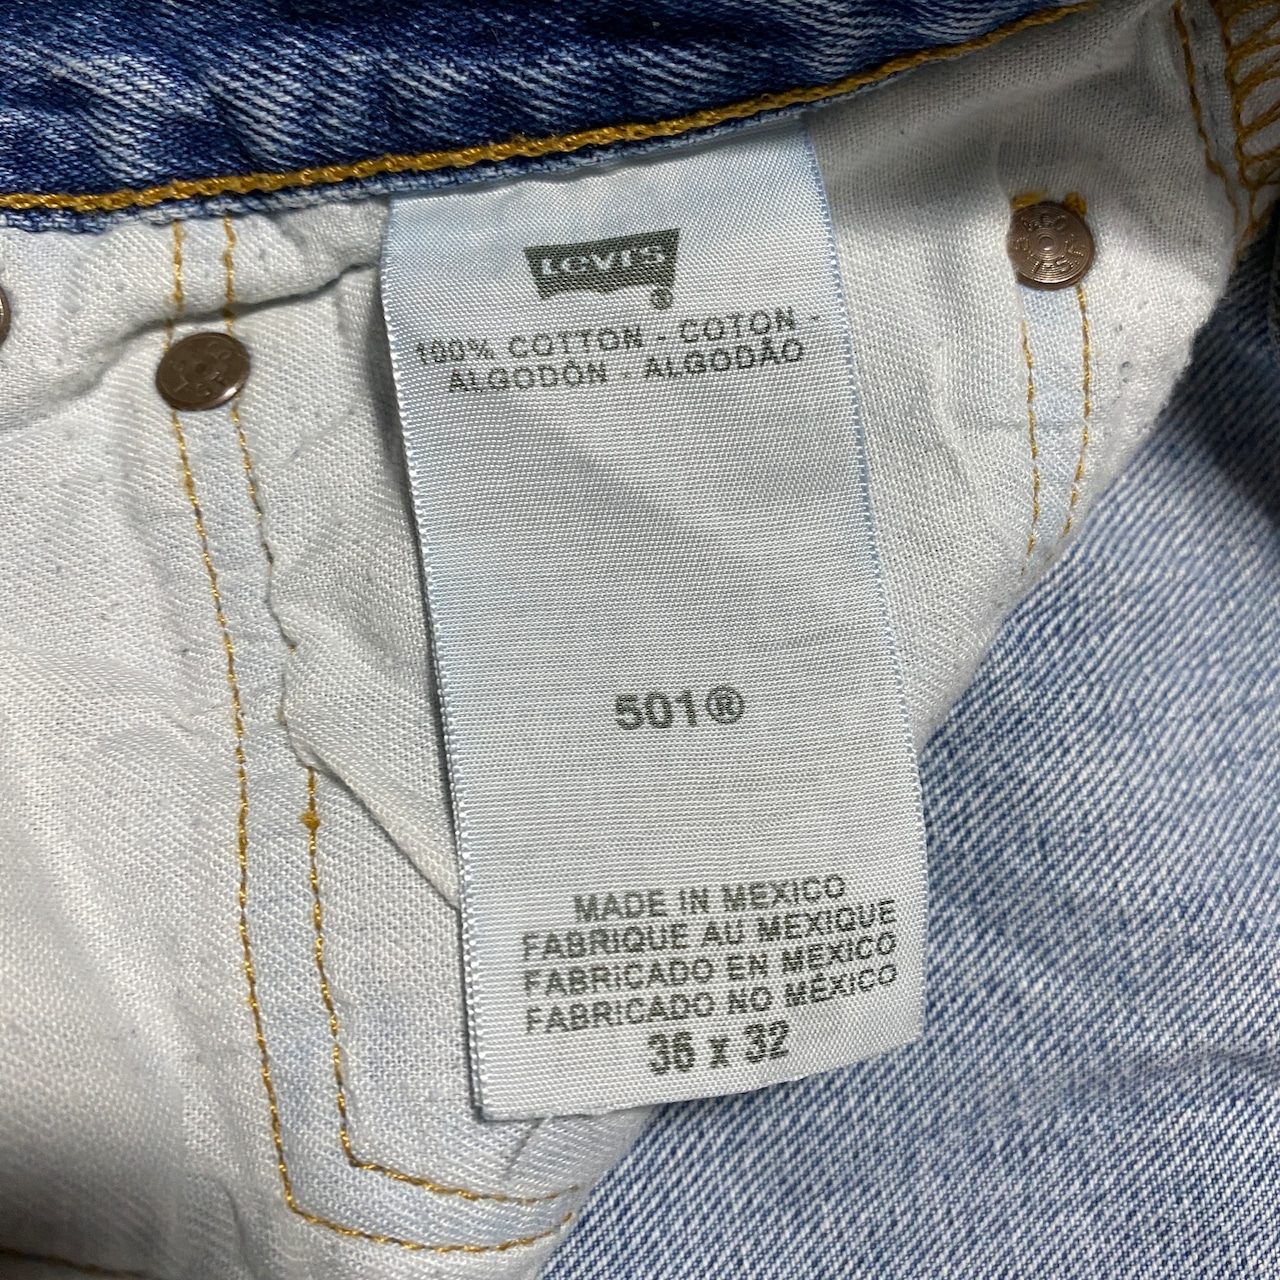 Levi's
100% COTTON - COTON -
ALGODÓN - ALGODÃO
501®
MADE IN MEXICO
FABRIQUE AU MEXIQUE
FABRICADO EN MEXICO
FABRICADO NO MÉXICO
36 x 32